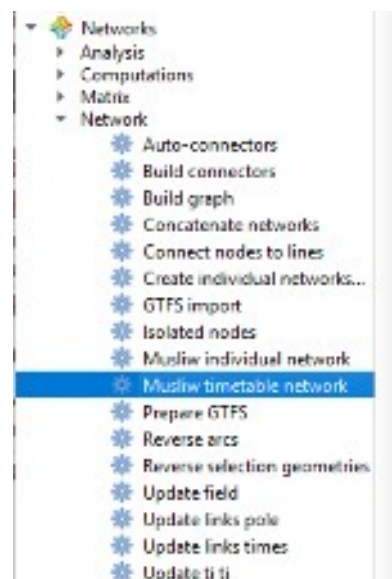 Networks
Analysis
Computations
Matrix
Network
Auto-connectors
Build connectors
Build graph
Concatenate networks
Connect nodes to lines
Create individual networks...
GTFS import
Isolated nodes
Musliw individual network
Musliw timetable network
Prepare GTFS
Reverse arcs
Reverse selection geometries
Update field
Update links pole
Update links times
Update ti ti